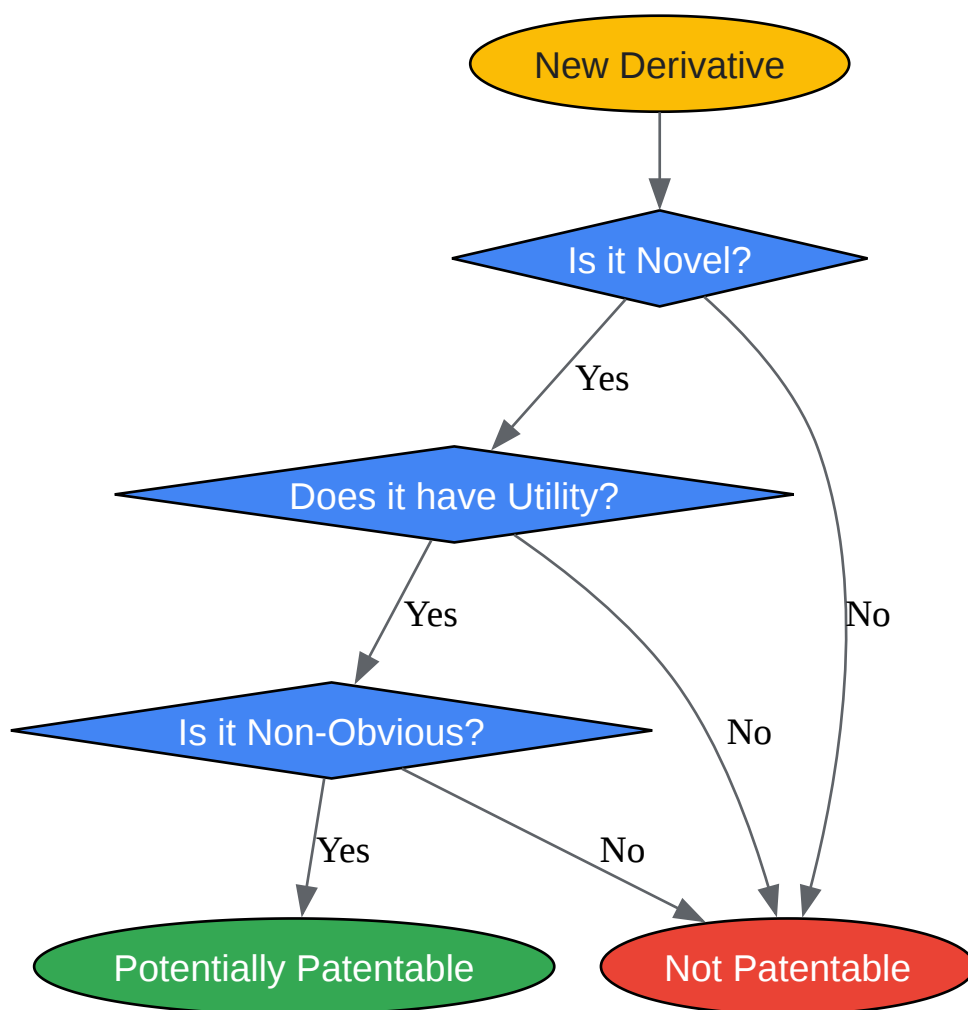 New Derivative
Is it Novel?
Yes
Does it have Utility?
Yes
No
Is it Non-Obvious?
No
Yes
No
Potentially Patentable
Not Patentable